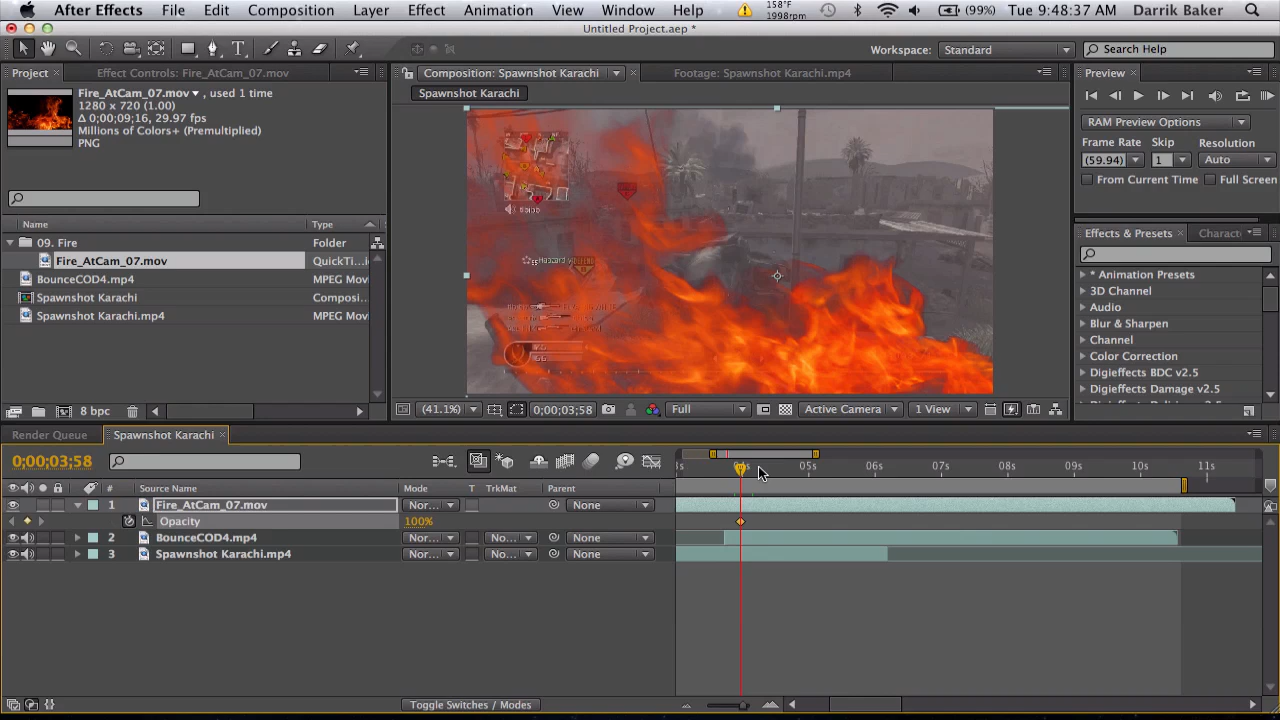 After Effects File Edit Composition Layer Effect Animation View Window Help 158°F 1998rpm (99%) Tue 9:48:37 AM Darrik Baker
Untitled Project.aep *
Workspace: Standard Search Help
Project Effect Controls: Fire_AtCam_07.mov Composition: Spawnshot Karachi Footage: Spawnshot Karachi.mp4 Preview
Fire_AtCam_07.mov , used 1 time
1280 x 720 (1.00)
Δ 0;00;09;16, 29.97 fps
Millions of Colors+ (Premultiplied)
PNG
Spawnshot Karachi
RAM Preview Options
Frame Rate Skip Resolution
(59.94) 1 Auto
From Current Time Full Screen
Name Type
09. Fire Folder
Fire_AtCam_07.mov QuickTi...
BounceCOD4.mp4 MPEG Mov
Spawnshot Karachi Composi...
Spawnshot Karachi.mp4 MPEG Mov
Effects & Presets Characte
* Animation Presets
3D Channel
Audio
Blur & Sharpen
Channel
Color Correction
Digieffects BDC v2.5
Digieffects Damage v2.5
8 bpc
(41.1%) 0;00;03;58 Full Active Camera 1 View
Render Queue Spawnshot Karachi
0;00;03;58
04s 05s 06s 07s 08s 09s 10s 11s
# Source Name Mode T TrkMat Parent
1 Fire_AtCam_07.mov Nor... None
Opacity 100%
2 BounceCOD4.mp4 Nor... No... None
3 Spawnshot Karachi.mp4 Nor... No... None
Toggle Switches / Modes